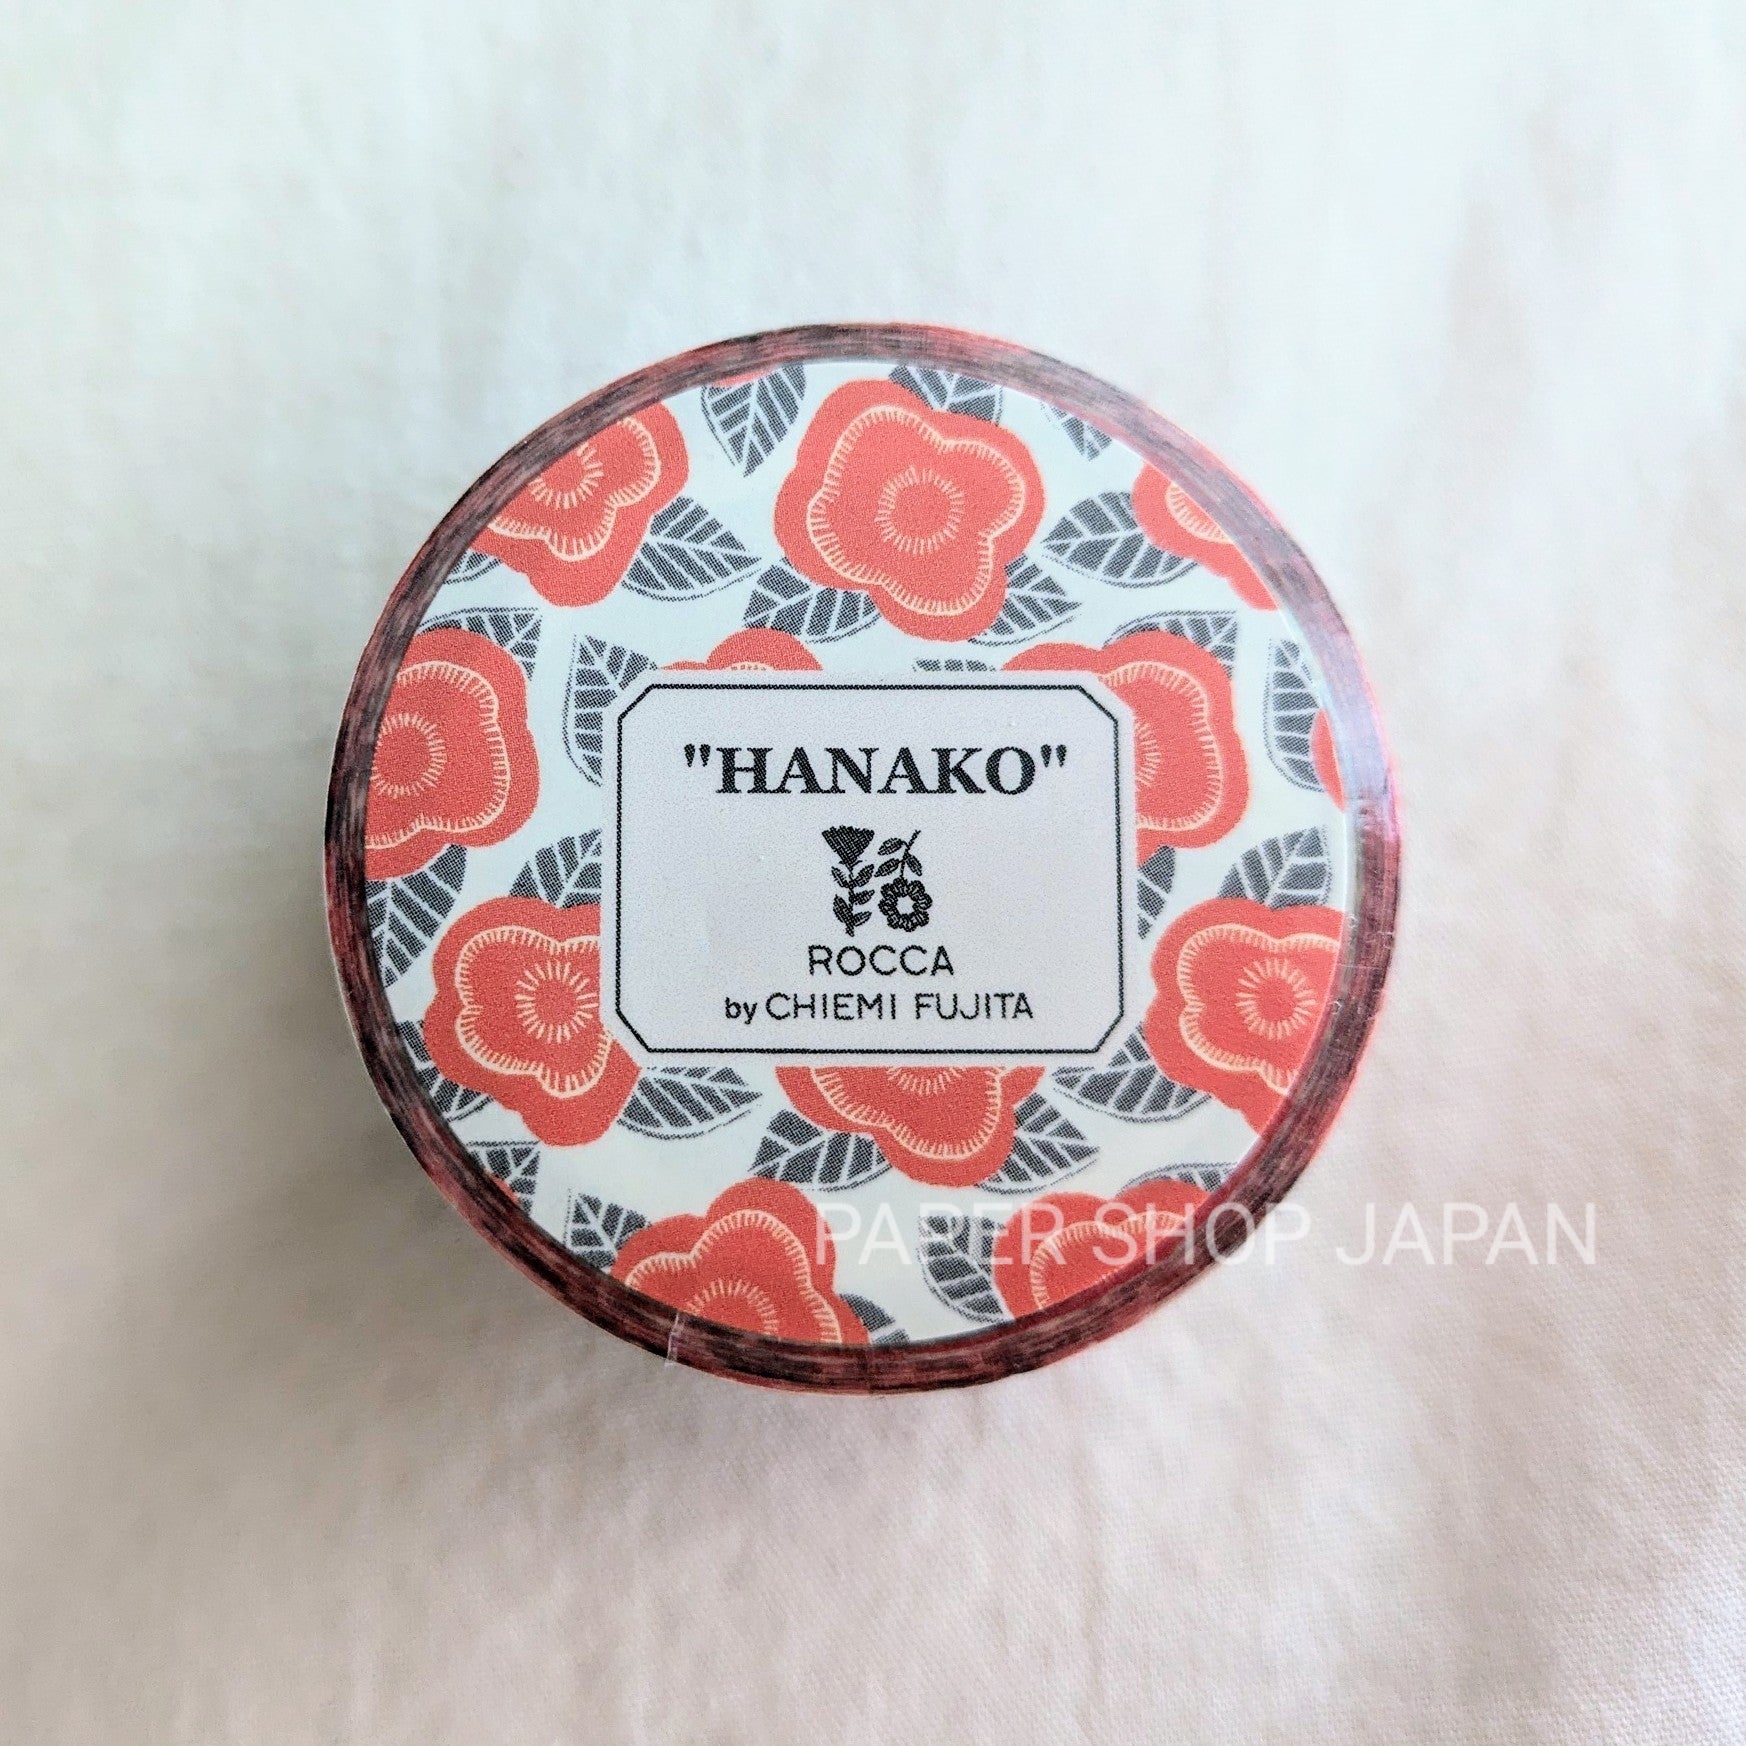 "HANAKO"
ROCCA
by CHIEMI FUJITA
PAPER SHOP JAPAN